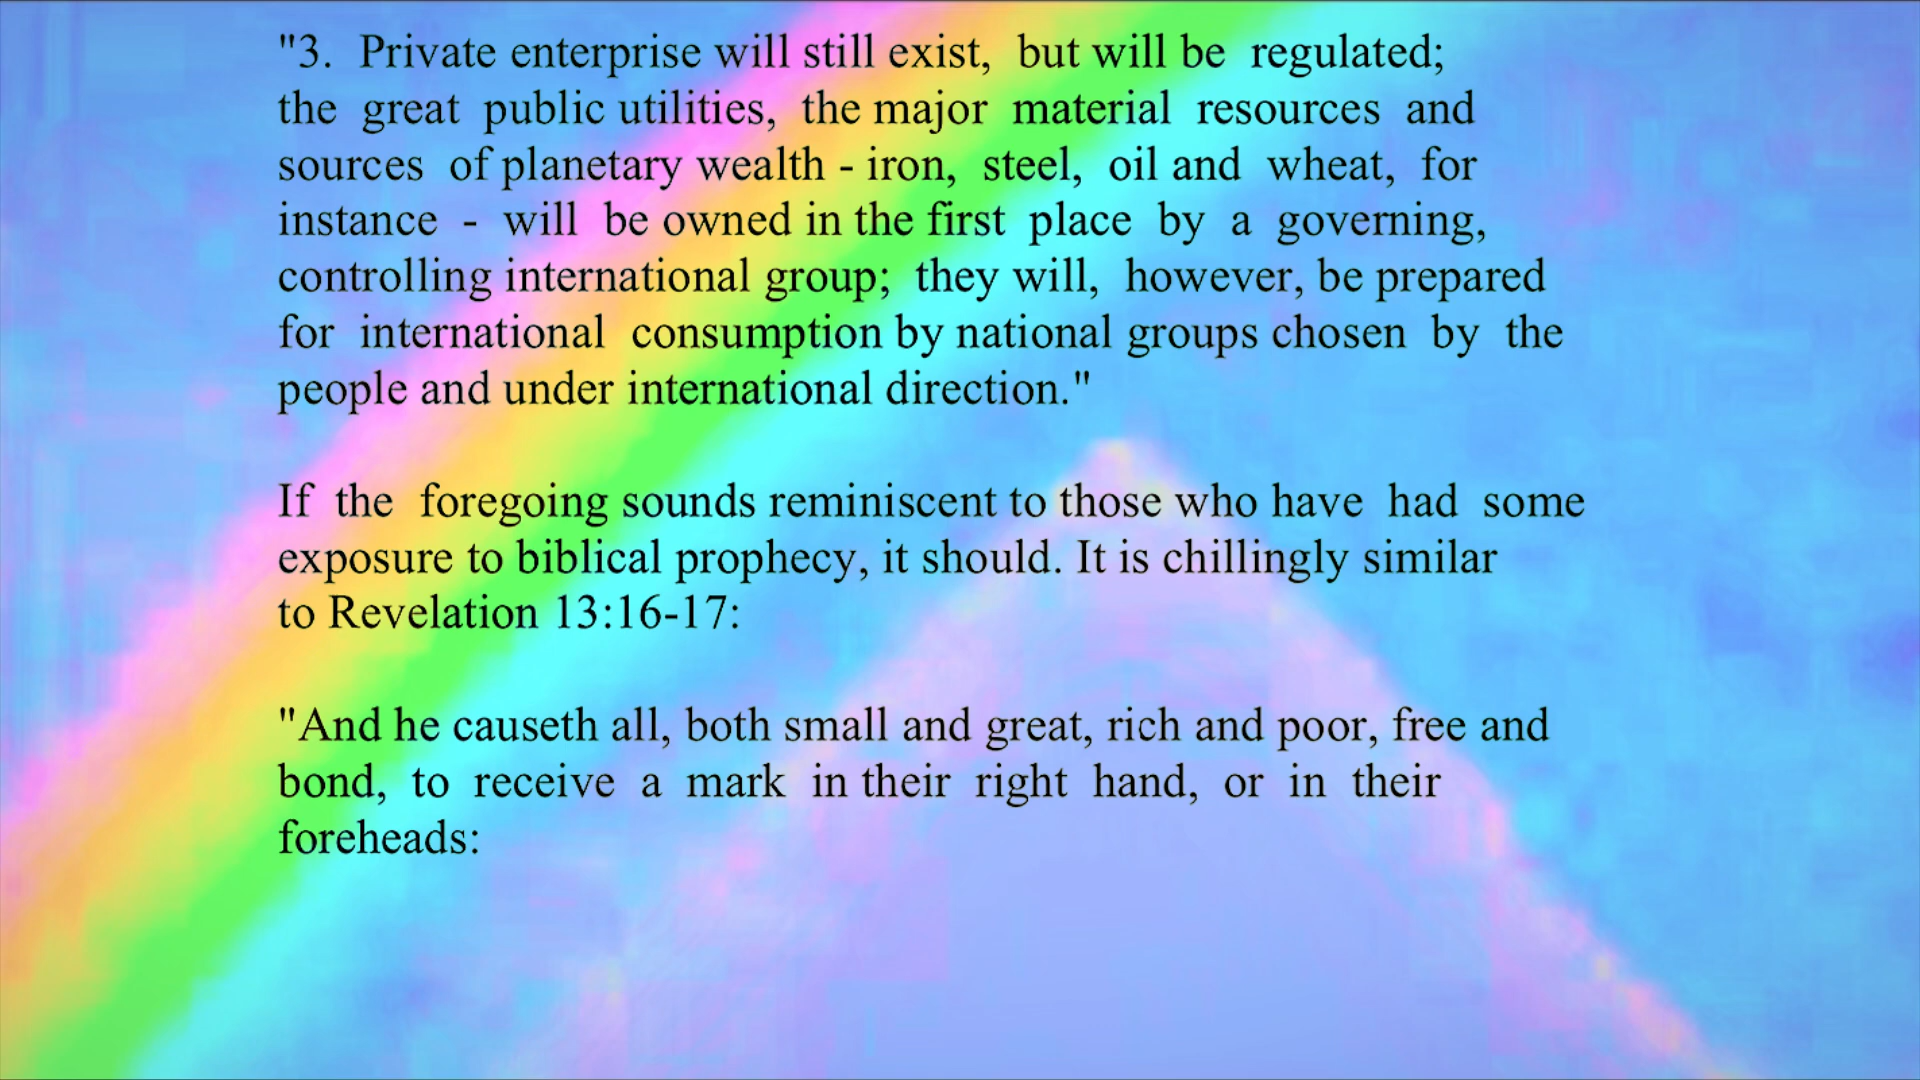 "3. Private enterprise will still exist, but will be regulated;
the great public utilities, the major material resources and
sources of planetary wealth - iron, steel, oil and wheat, for
instance - will be owned in the first place by a governing,
controlling international group; they will, however, be prepared
for international consumption by national groups chosen by the
people and under international direction."
If the foregoing sounds reminiscent to those who have had some
exposure to biblical prophecy, it should. It is chillingly similar
to Revelation 13:16-17:
"And he causeth all, both small and great, rich and poor, free and
bond, to receive a mark in their right hand, or in their
foreheads: